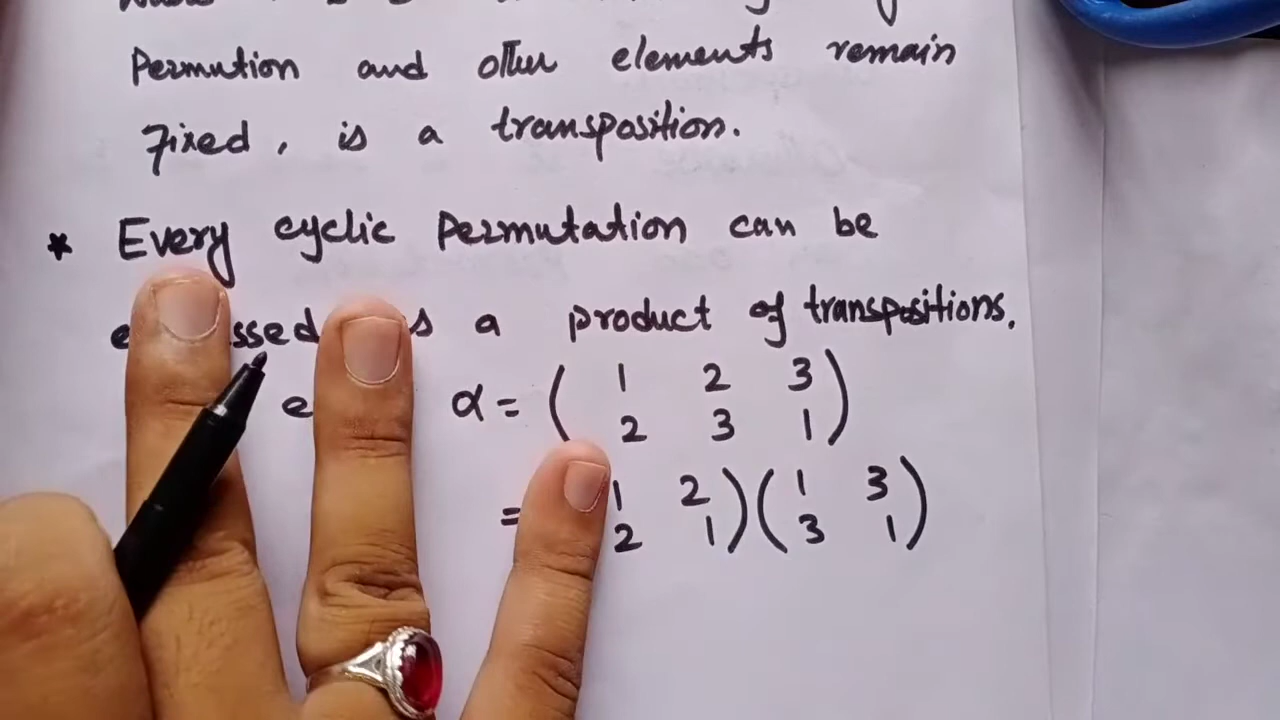 Permution and other elements remain
Fixed, is a transposition.
* Every cyclic Permutation can be
a product of transpositions.
α = ( 1 2 3
2 3 1 )
= 1 2 ) ( 1 3 )
2 1 3 1